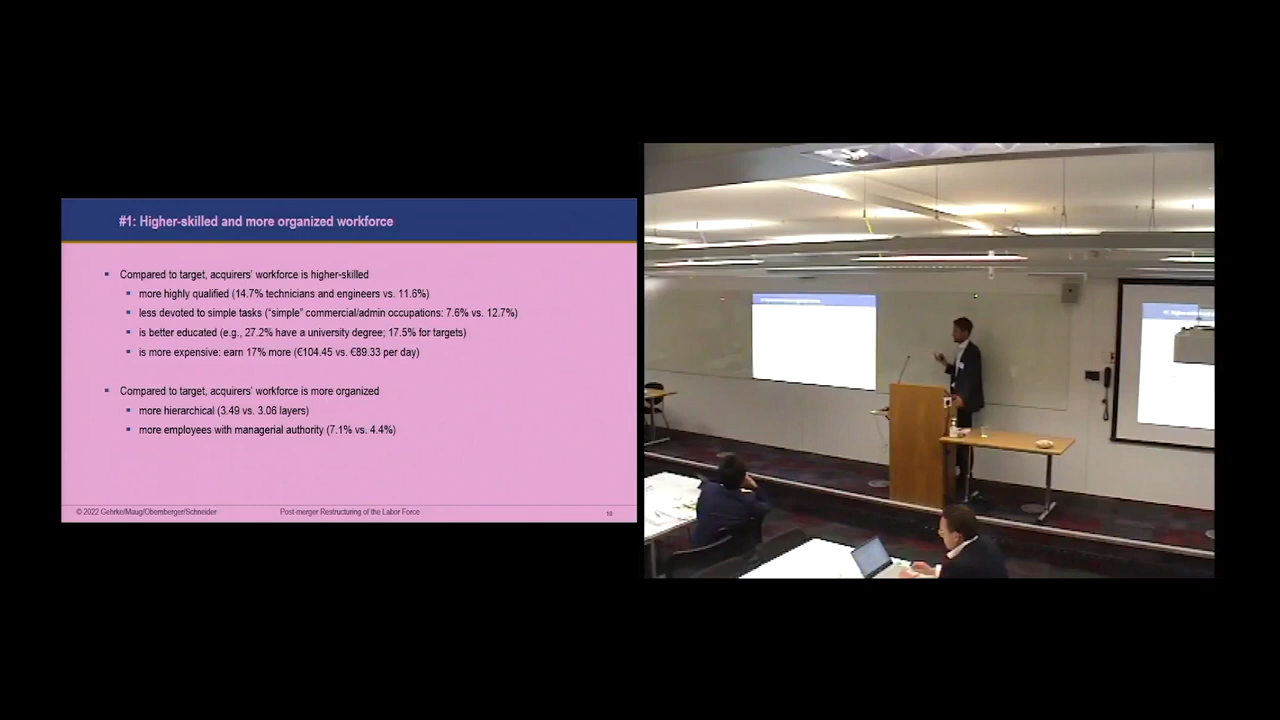 #1: Higher-skilled and more organized workforce
Compared to target, acquirers' workforce is higher-skilled
more highly qualified (14.7% technicians and engineers vs. 11.6%)
less devoted to simple tasks ("simple" commercial/admin occupations: 7.6% vs. 12.7%)
is better educated (e.g., 27.2% have a university degree; 17.5% for targets)
is more expensive: earn 17% more (€104.45 vs. €89.33 per day)
Compared to target, acquirers' workforce is more organized
more hierarchical (3.49 vs. 3.06 layers)
more employees with managerial authority (7.1% vs. 4.4%)
© 2022 Gehrke/Maug/Obernberger/Schneider Post-merger Restructuring of the Labor Force